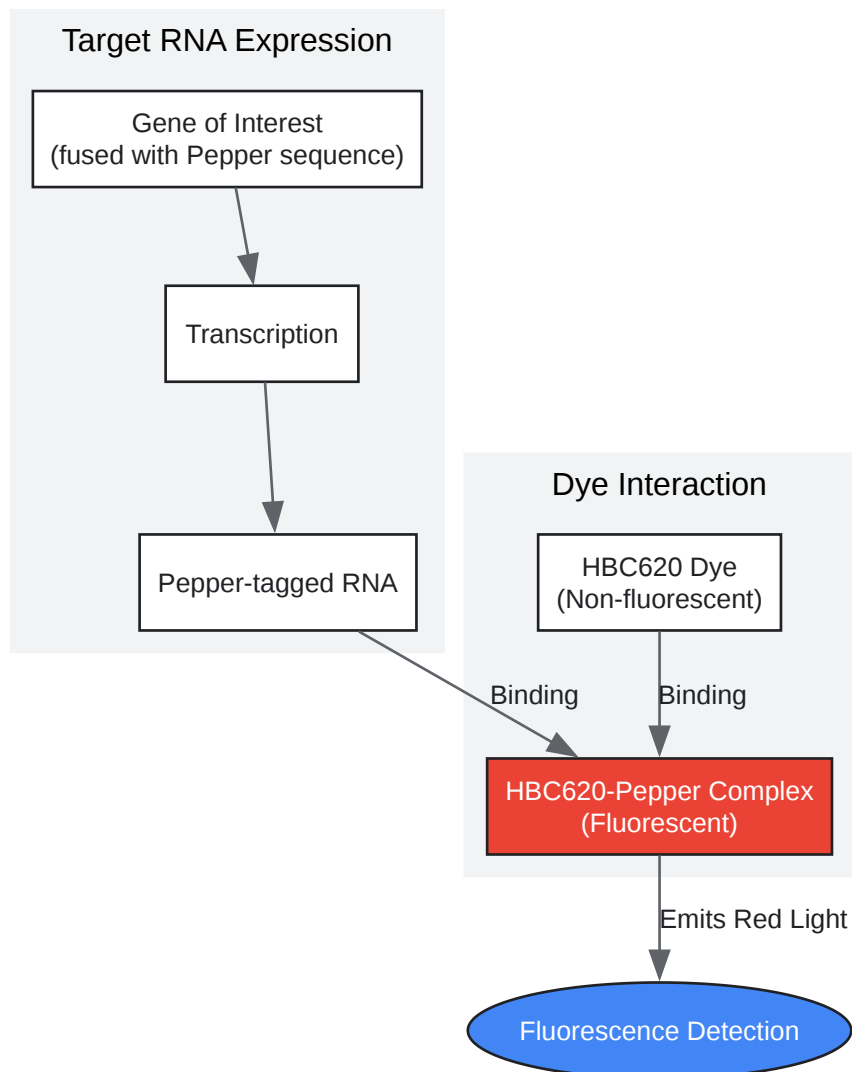 Target RNA Expression
Gene of Interest
(fused with Pepper sequence)
Transcription
Pepper-tagged RNA
Dye Interaction
HBC620 Dye
(Non-fluorescent)
Binding
Binding
HBC620-Pepper Complex
(Fluorescent)
Emits Red Light
Fluorescence Detection